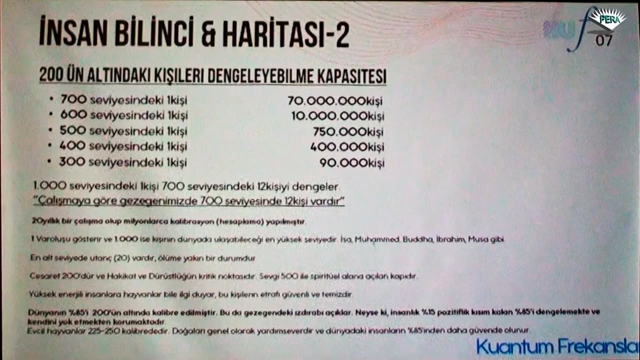 İNSAN BİLİNCİ & HARİTASI-2
PERA
07
200 ÜN ALTINDAKI KIŞILERI DENGELEYEBILME KAPASITESI
• 700 seviyesindeki 1kişi 70.000.000kişi
• 600 seviyesindeki 1kişi 10.000.000kişi
• 500 seviyesindeki 1kişi 750.000kişi
• 400 seviyesindeki 1kişi 400.000kişi
• 300 seviyesindeki 1kişi 90.000kişi
1.000 seviyesindeki 1kişi 700 seviyesindeki 12kişiyi dengeler
“Çalışmaya göre gezegenimizde 700 seviyesinde 12kişi vardır”
20yıllık bir çalışma olup milyonlarca kalibrasyon (hesaplama) yapılmıştır.
1 Varoluşu gösterir ve 1.000 ise kişinin dünyada ulaşabileceği en yüksek seviyedir. İsa, Muhammed, Buddha, İbrahim, Musa gibi
En alt seviyede utanç (20) vardır, ölüme yakın bir durumdur
Cesaret 200'dür ve Hakikat ve Dürüstlüğün kritik noktasıdır. Sevgi 500 ile spiritüel alana açılan kapıdır.
Yüksek enerjili insanlara hayvanlar bile ilgi duyar, bu kişilerin etrafı güvenli ve temizdir.
Dünyanın %85'i 200'ün altında kalibre edilmiştir. Bu da gezegendeki ızdırabı açıklar. Neyse ki, insanlık %15 pozitiflik kısım kalan %85'i dengelemekte ve
kendini yok etmekten korumaktadır.
Evcil hayvanlar 225-250 kalibrededir. Doğaları genel olarak yardımseverdir ve dünyadaki insanların %85'inden daha güvende olunur.
Kuantum Frekansla